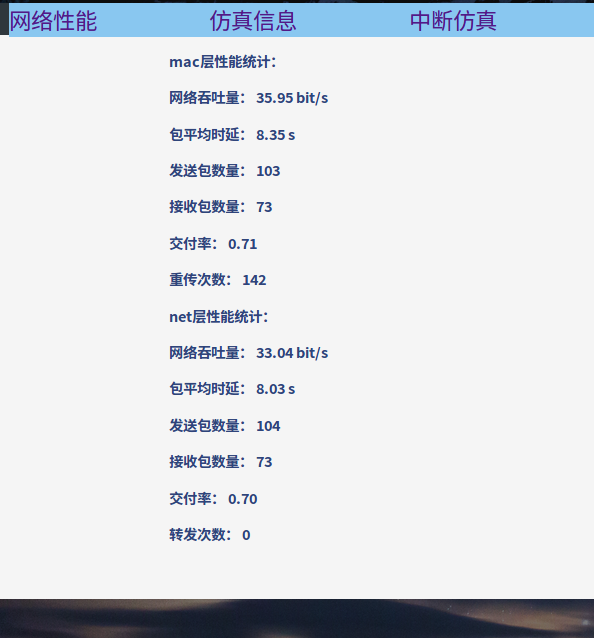 网络性能 仿真信息 中断仿真
mac层性能统计：
网络吞吐量： 35.95 bit/s
包平均时延： 8.35 s
发送包数量： 103
接收包数量： 73
交付率： 0.71
重传次数： 142
net层性能统计：
网络吞吐量： 33.04 bit/s
包平均时延： 8.03 s
发送包数量： 104
接收包数量： 73
交付率： 0.70
转发次数： 0